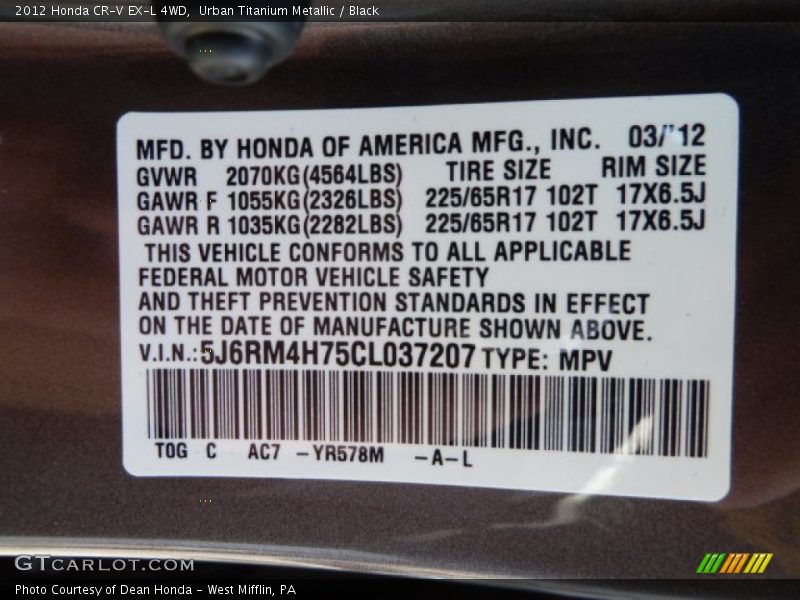 2012 Honda CR-V EX-L 4WD, Urban Titanium Metallic / Black
MFD. BY HONDA OF AMERICA MFG., INC. 03/'12
GVWR 2070KG(4564LBS) TIRE SIZE RIM SIZE
GAWR F 1055KG(2326LBS) 225/65R17 102T 17X6.5J
GAWR R 1035KG(2282LBS) 225/65R17 102T 17X6.5J
THIS VEHICLE CONFORMS TO ALL APPLICABLE
FEDERAL MOTOR VEHICLE SAFETY
AND THEFT PREVENTION STANDARDS IN EFFECT
ON THE DATE OF MANUFACTURE SHOWN ABOVE.
V.I.N.:5J6RM4H75CL037207 TYPE: MPV
TOG C AC7 -YR578M -A-L
GTCARLOT.COM
Photo Courtesy of Dean Honda - West Mifflin, PA